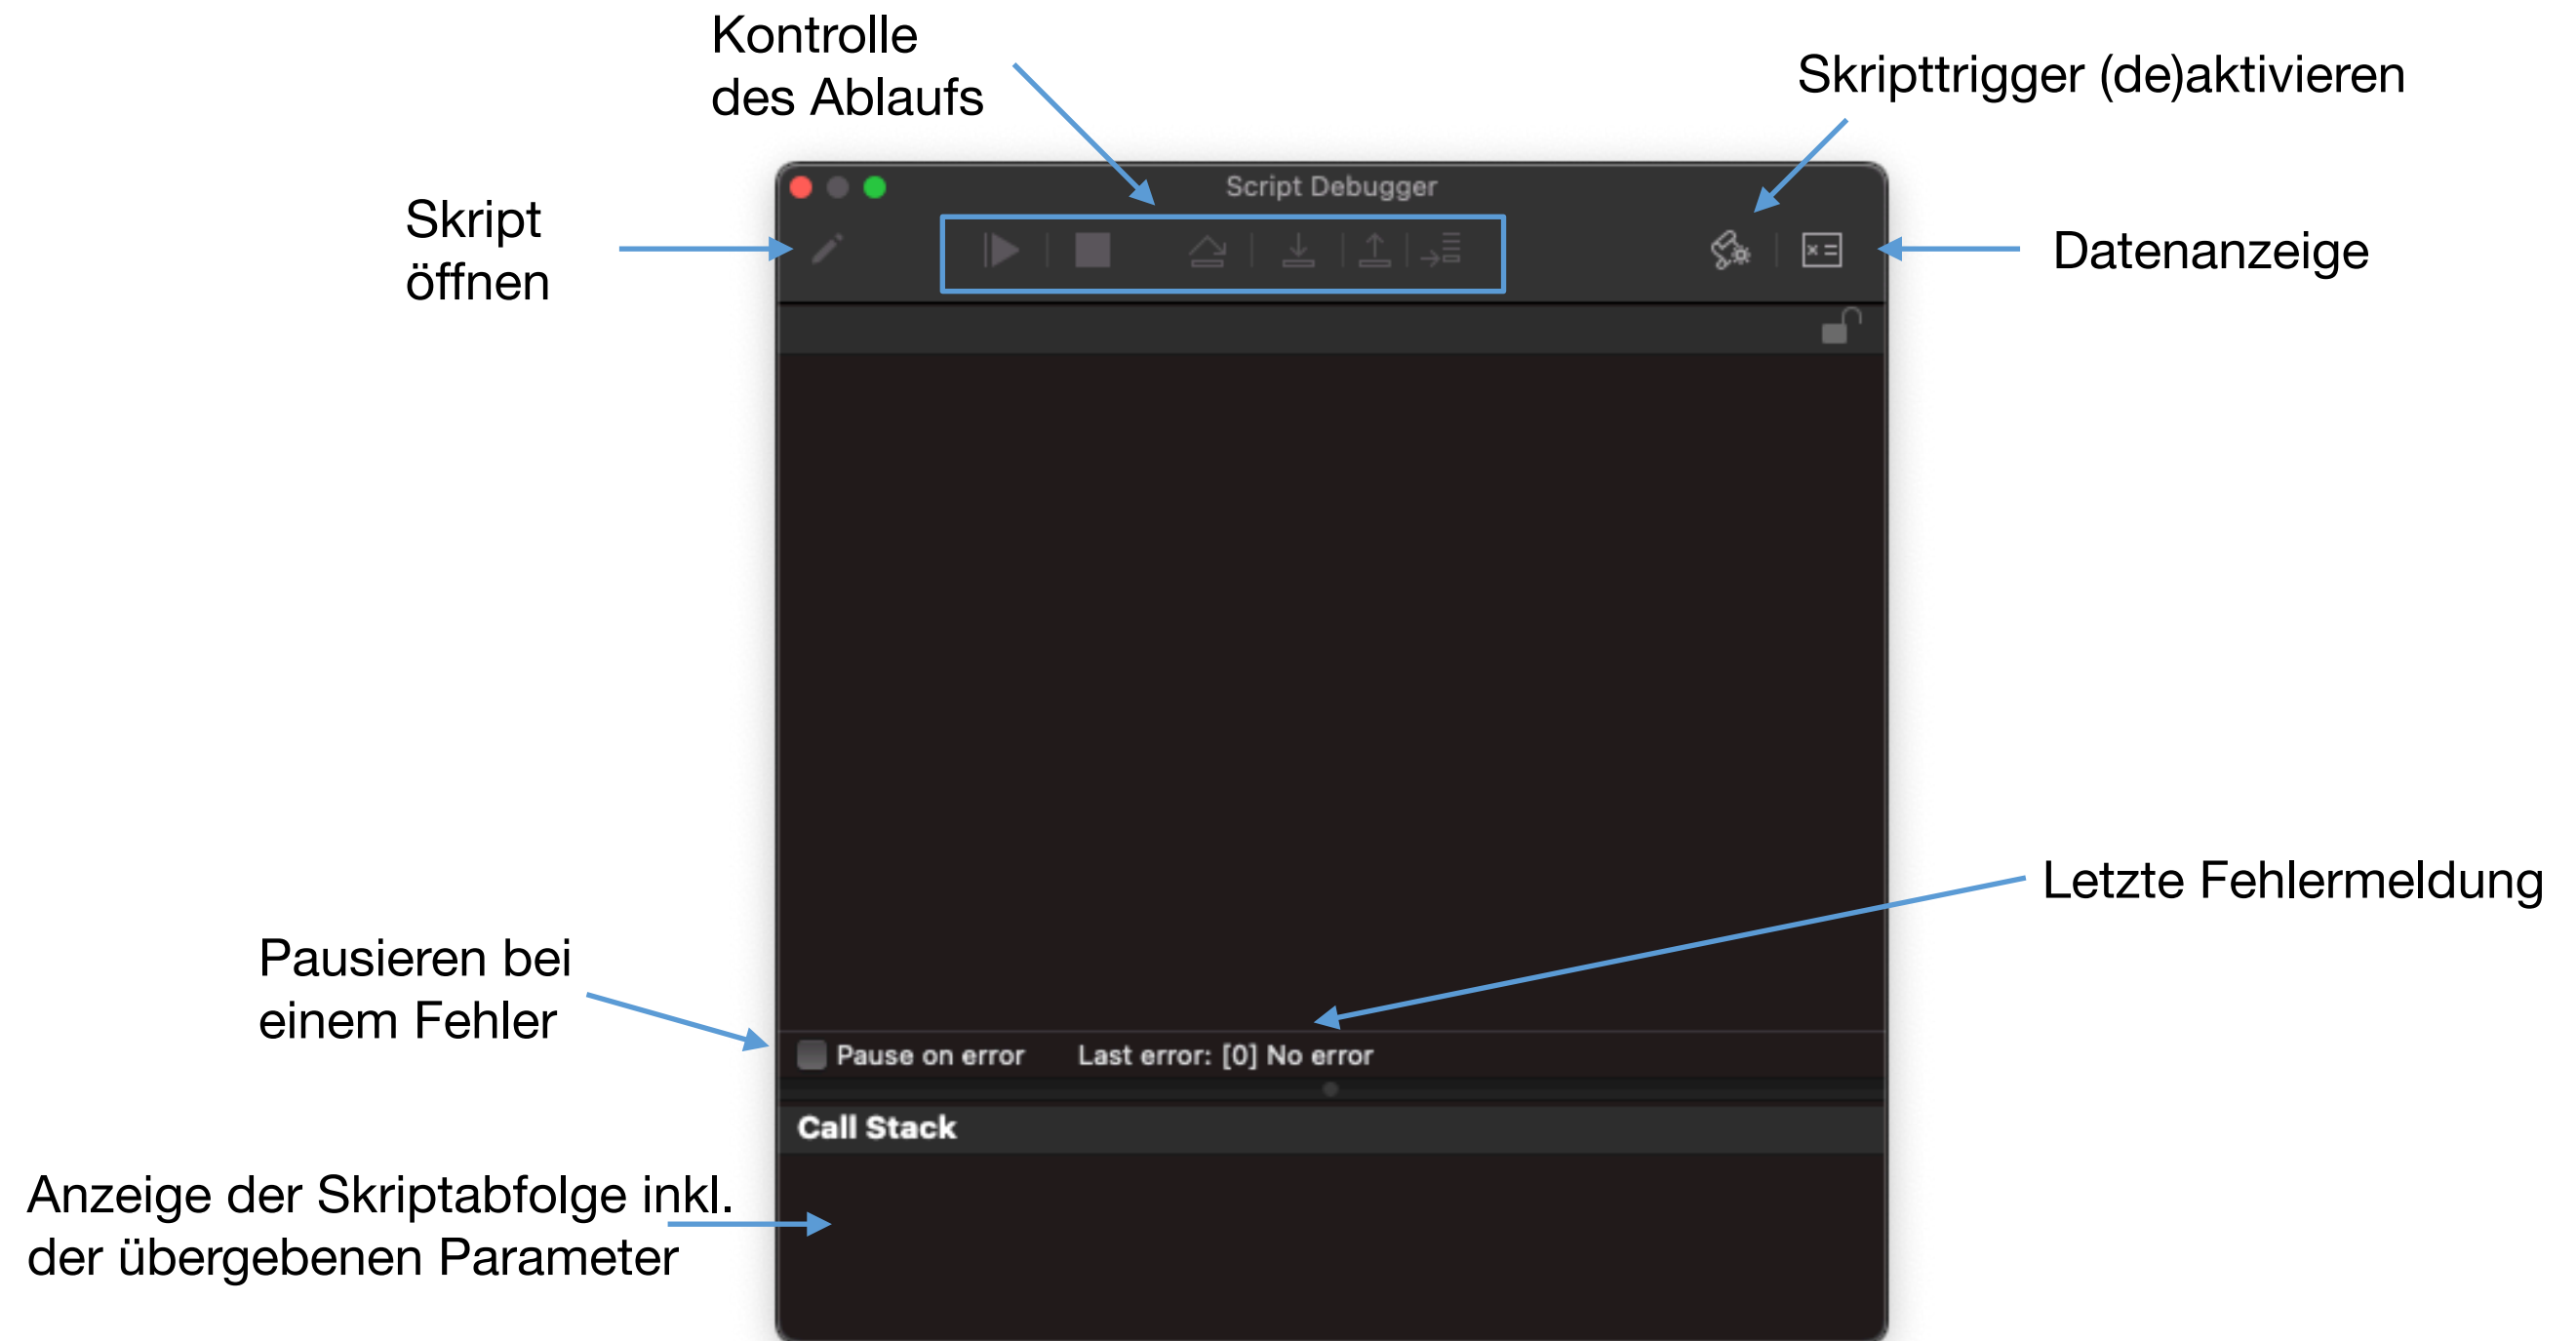 Kontrolle
des Ablaufs
Skripttrigger (de)aktivieren
Script Debugger
Skript
öffnen
Datenanzeige
Letzte Fehlermeldung
Pausieren bei
einem Fehler
Pause on error Last error: [0] No error
Call Stack
Anzeige der Skriptabfolge inkl.
der übergebenen Parameter